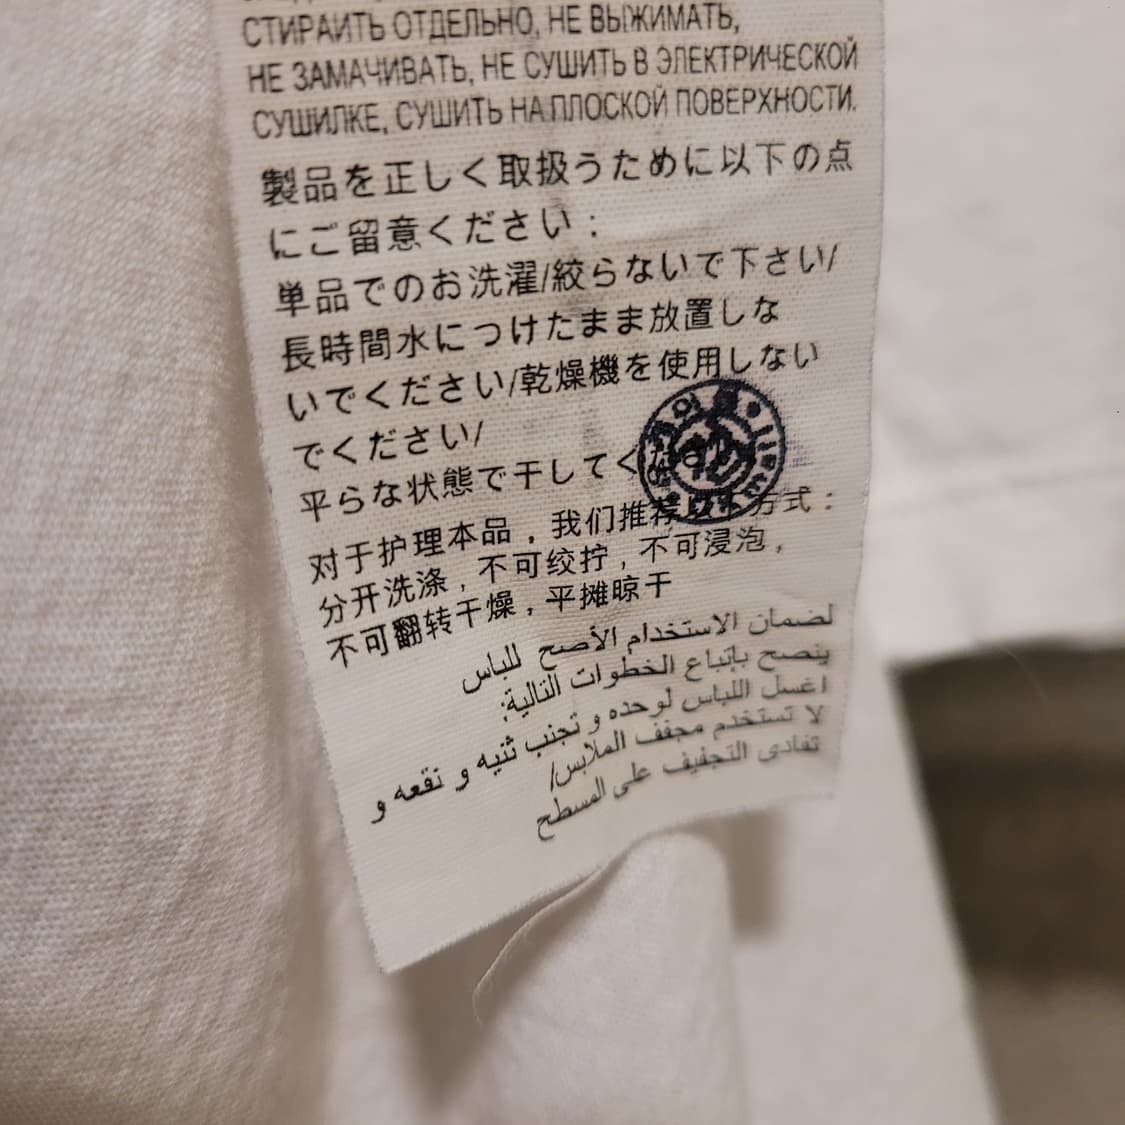 СТИРАИТЬ ОТДЕЛЬНО, НЕ ВЫЖИМАТЬ,
НЕ ЗАМАЧИВАТЬ, НЕ СУШИТЬ В ЭЛЕКТРИЧЕСКОЙ
СУШИЛКЕ, СУШИТЬ НА ПЛОСКОЙ ПОВЕРХНОСТИ.
製品を正しく取扱うために以下の点
にご留意ください：
単品でのお洗濯/絞らないで下さい/
長時間水につけたまま放置しな
いでください/乾燥機を使用しない
でください/
平らな状態で干してく
对于护理本品，我们推荐以下方式：
分开洗涤，不可绞拧，不可浸泡，
不可翻转干燥，平摊晾干
لضمان الاستخدام الأصح للباس
ينصح بإتباع الخطوات التالية:
اغسل اللباس لوحده و تجنب ثنيه و نقعه و
لا تستخدم مجفف الملابس/
تفادى التجفيف على المسطح